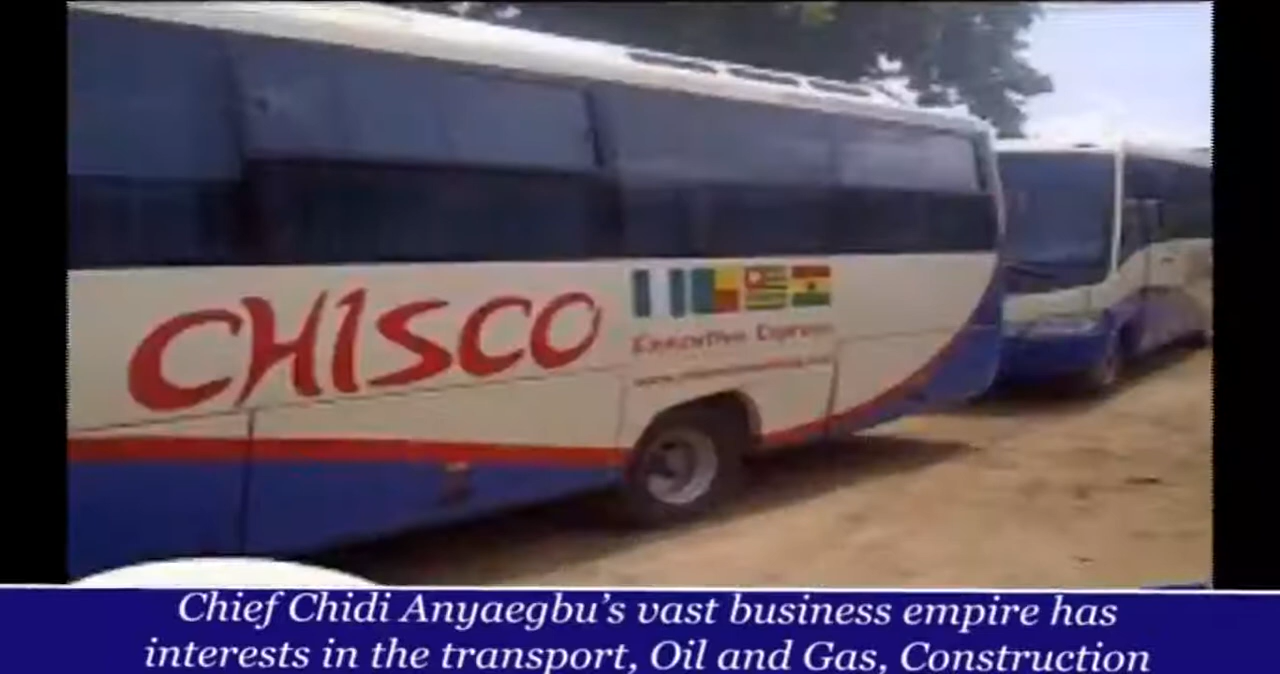 CHISCO
Executive Express
Chief Chidi Anyaegbu’s vast business empire has
interests in the transport, Oil and Gas, Construction